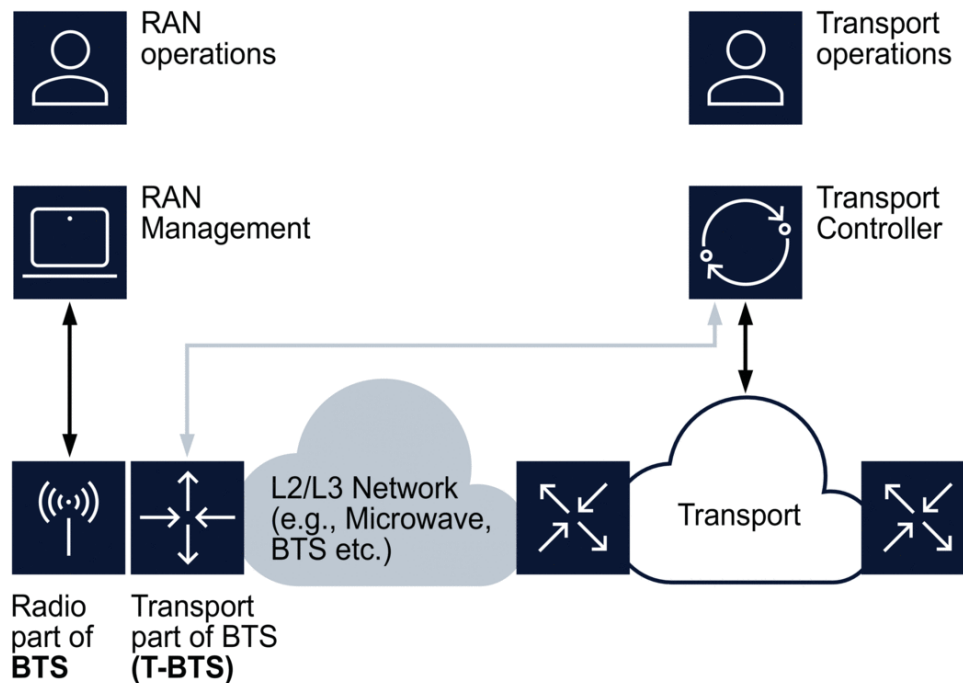 RAN
operations
Transport
operations
RAN
Management
Transport
Controller
L2/L3 Network
(e.g., Microwave,
BTS etc.)
Transport
Radio
part of
BTS
Transport
part of BTS
(T-BTS)